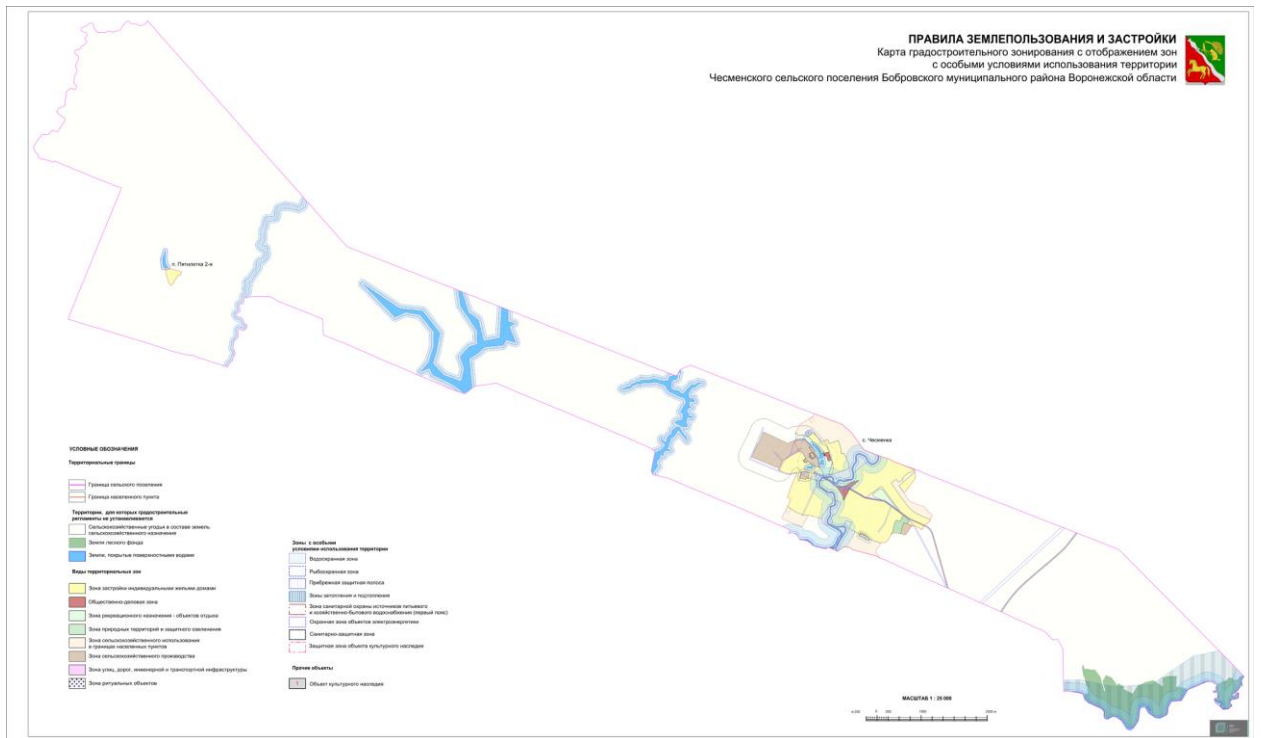 ПРАВИЛА ЗЕМЛЕПОЛЬЗОВАНИЯ И ЗАСТРОЙКИ
Карта градостроительного зонирования с отображением зон
с особыми условиями использования территории
Чесменского сельского поселения Бобровского муниципального района Воронежской области
п. Пятилетка 2-я
с. Чесменка
УСЛОВНЫЕ ОБОЗНАЧЕНИЯ
Территориальные границы
Граница сельского поселения
Граница населенного пункта
Территории, для которых градостроительные
регламенты не устанавливаются
Сельскохозяйственные угодья в составе земель
сельскохозяйственного назначения
Земли лесного фонда
Земли, покрытые поверхностными водами
Виды территориальных зон
Зона застройки индивидуальными жилыми домами
Общественно-деловая зона
Зона рекреационного назначения - объектов отдыха
Зона природных территорий и защитного озеленения
Зона сельскохозяйственного использования
в границах населенных пунктов
Зона сельскохозяйственного производства
Зона улиц, дорог, инженерной и транспортной инфраструктуры
Зона ритуальных объектов
Зоны с особыми
условиями использования территории
Водоохранная зона
Рыбоохранная зона
Прибрежная защитная полоса
Зоны затопления и подтопления
Зона санитарной охраны источников питьевого
и хозяйственно-бытового водоснабжения (первый пояс)
Охранная зона объектов электроэнергетики
Санитарно-защитная зона
Защитная зона объекта культурного наследия
Прочие объекты
1 Объект культурного наследия
МАСШТАБ 1 : 25 000